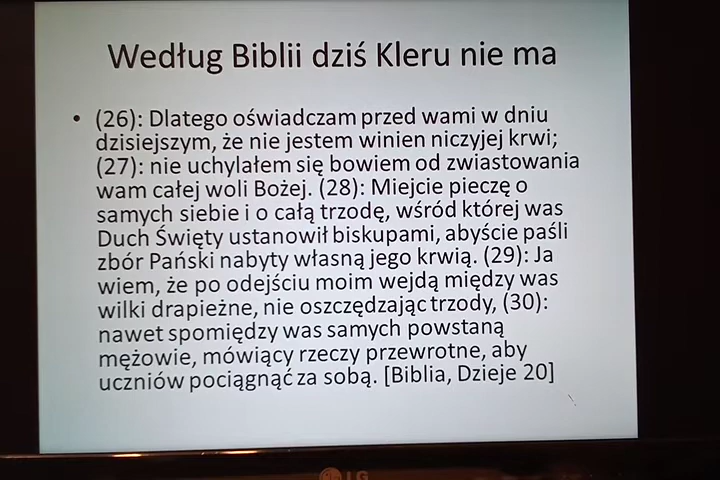 Według Biblii dziś Kleru nie ma
• (26): Dlatego oświadczam przed wami w dniu
dzisiejszym, że nie jestem winien niczyjej krwi;
(27): nie uchylałem się bowiem od zwiastowania
wam całej woli Bożej. (28): Miejcie pieczę o
samych siebie i o całą trzodę, wśród której was
Duch Święty ustanowił biskupami, abyście paśli
zbór Pański nabyty własną jego krwią. (29): Ja
wiem, że po odejściu moim wejdą między was
wilki drapieżne, nie oszczędzając trzody, (30):
nawet spomiędzy was samych powstaną
mężowie, mówiący rzeczy przewrotne, aby
uczniów pociągnąć za sobą. [Biblia, Dzieje 20]
LG